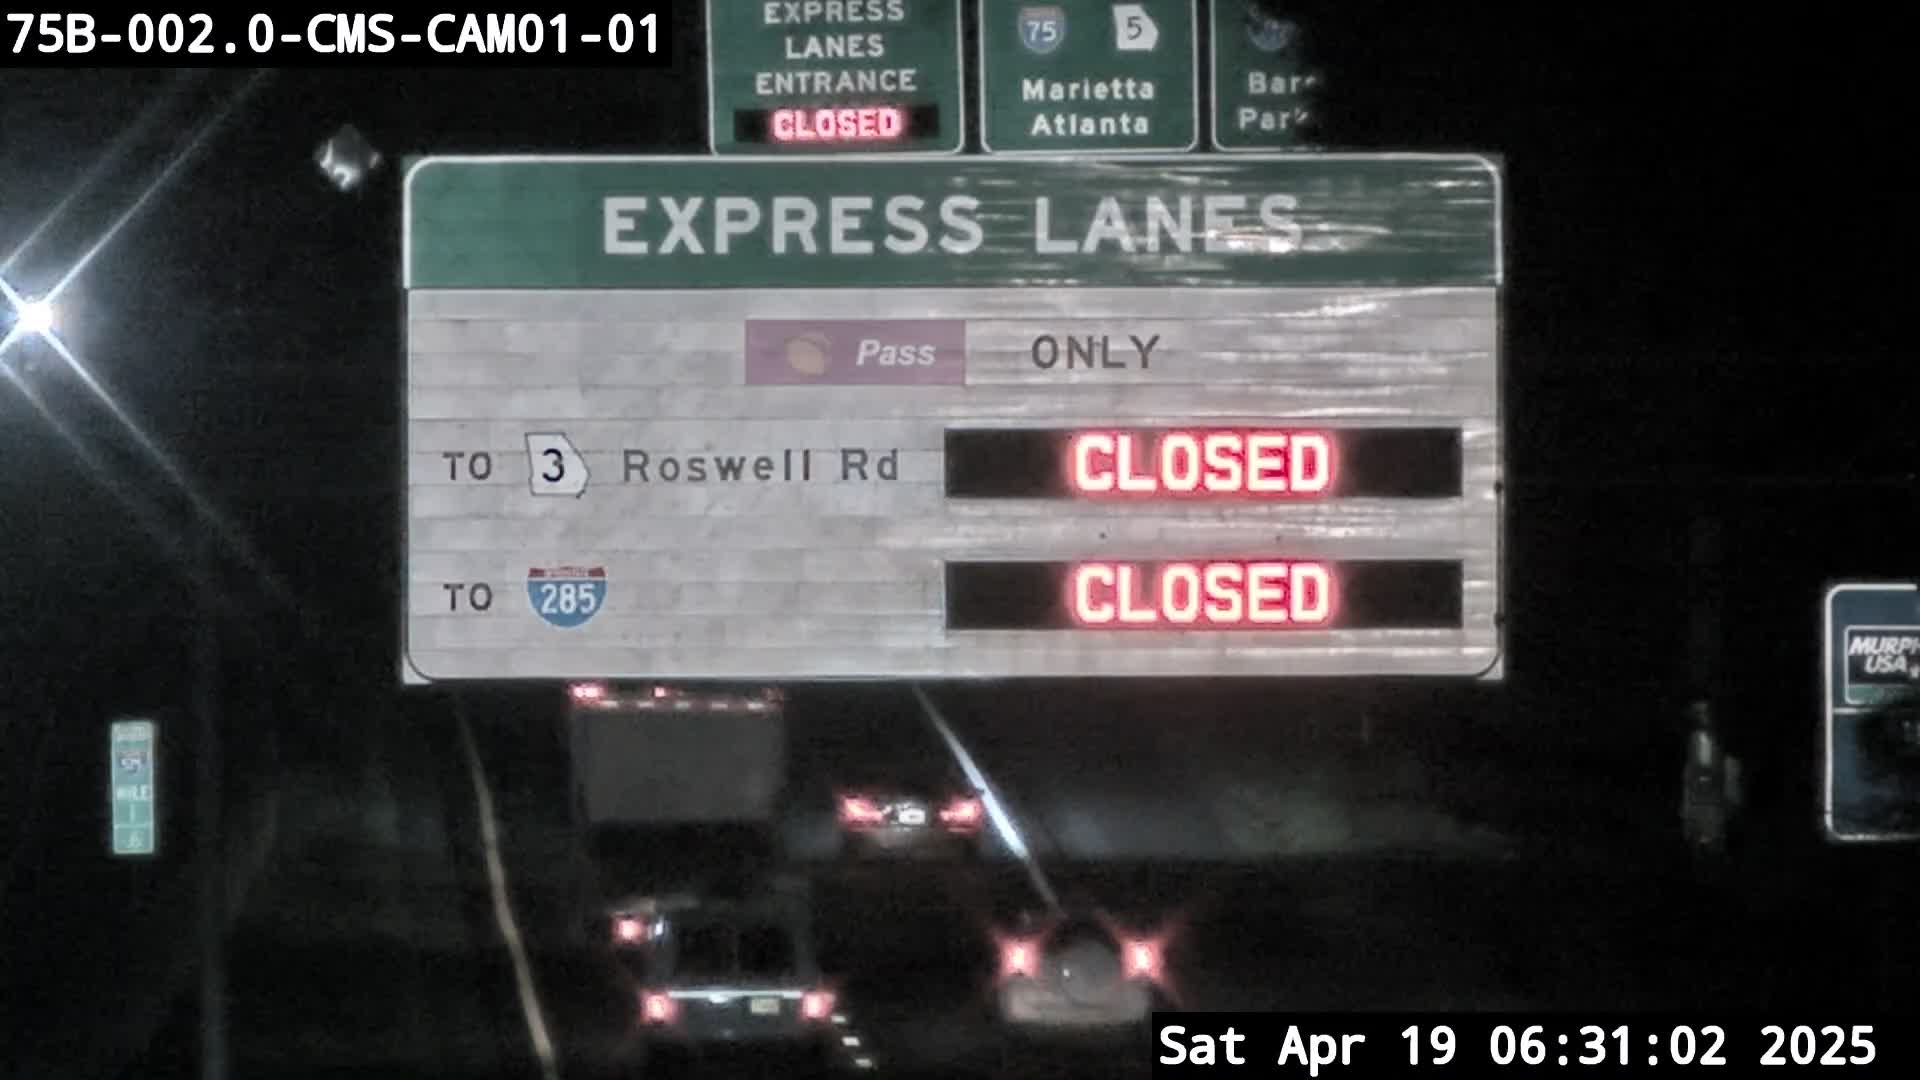 75B-002.0-CMS-CAM01-01
EXPRESS
LANES
ENTRANCE
CLOSED
75 5
Marietta
Atlanta
EXPRESS LANES
Pass ONLY
TO 3 Roswell Rd CLOSED
TO 285 CLOSED
USA
MILE
Sat Apr 19 06:31:02 2025